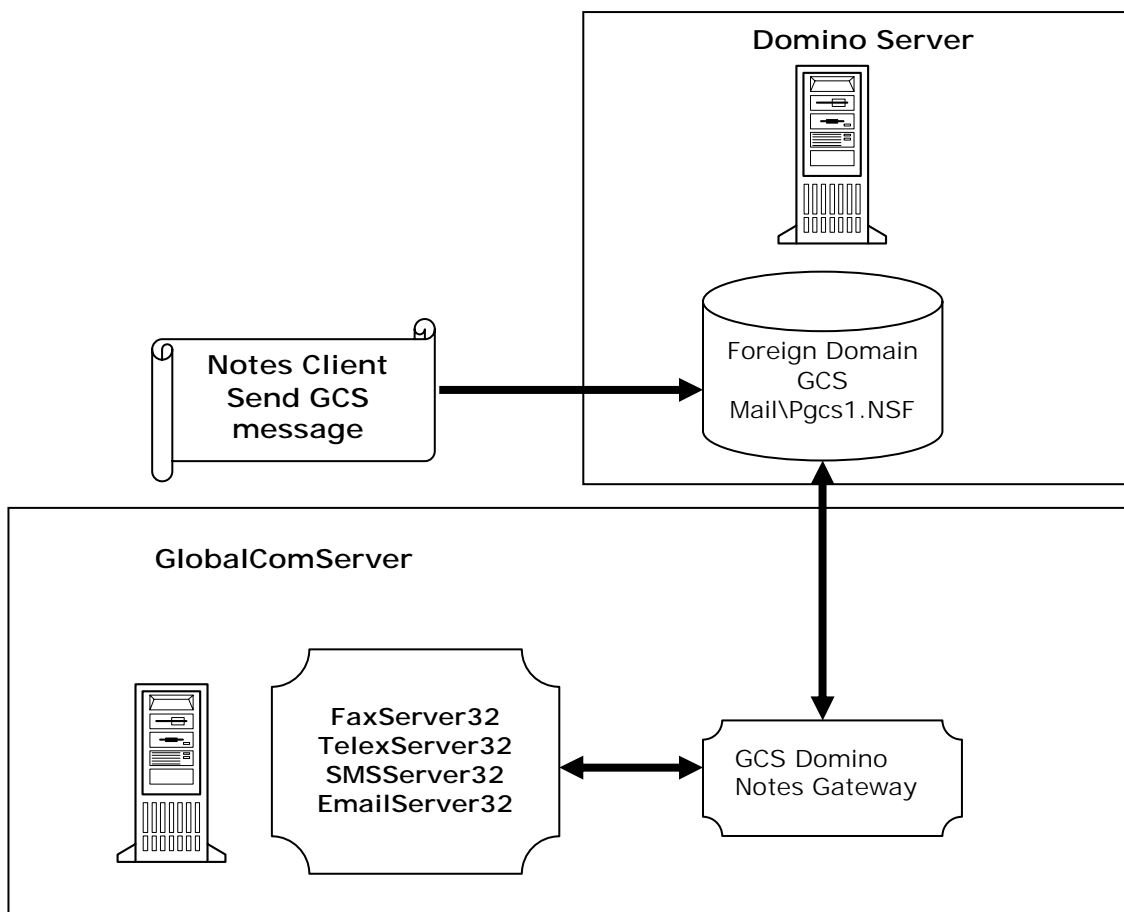 Domino Server
Foreign Domain
GCS
Mail\Pgcs1.NSF
Notes Client
Send GCS
message
GlobalComServer
FaxServer32
TelexServer32
SMSServer32
EmailServer32
GCS Domino
Notes Gateway